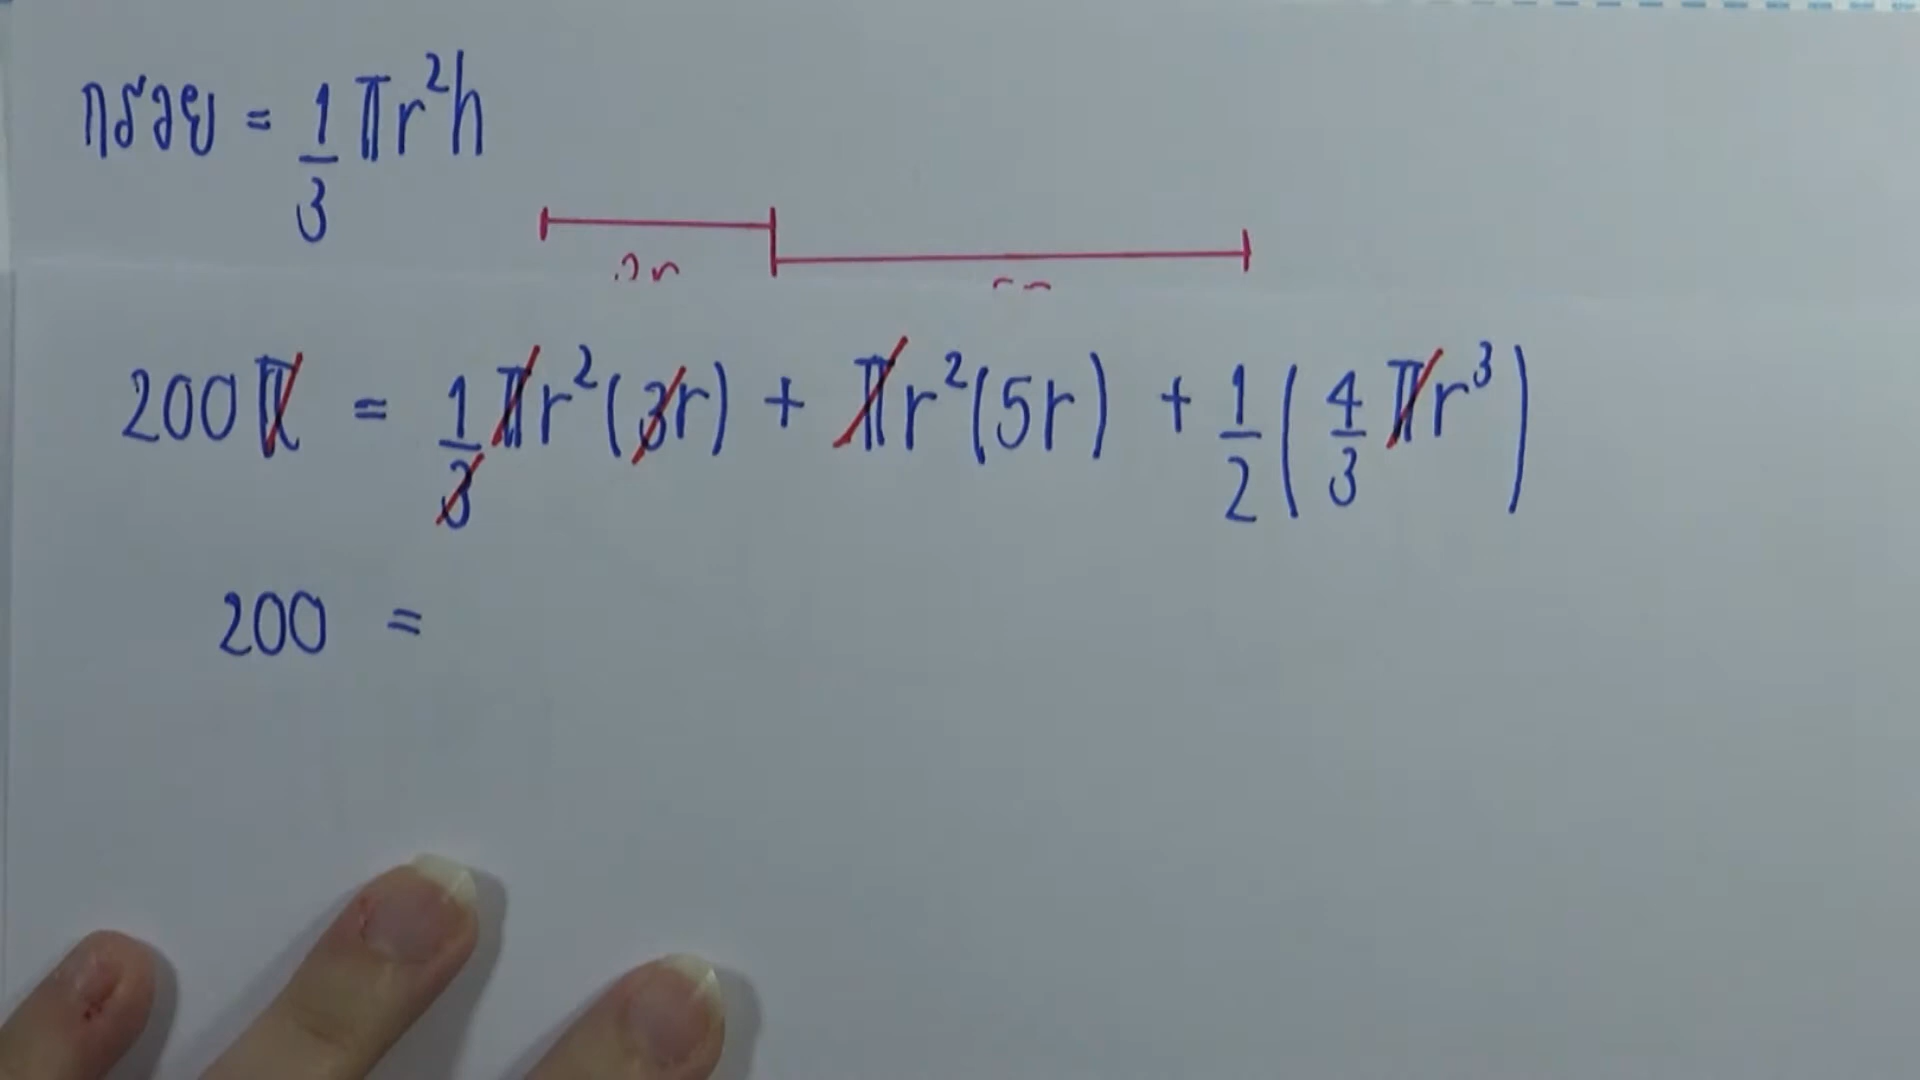 กรวย = 1/3 πr²h
200π = 1/3 πr²(3r) + πr²(5r) + 1/2 (4/3 πr³)
200 =